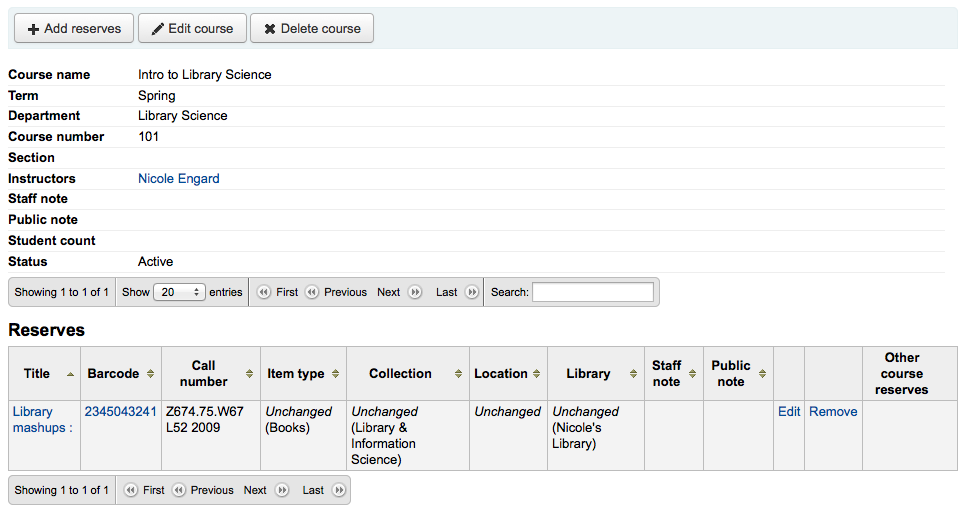 Add reserves Edit course Delete course
Course name Intro to Library Science
Term Spring
Department Library Science
Course number 101
Section
Instructors Nicole Engard
Staff note
Public note
Student count
Status Active
Showing 1 to 1 of 1 Show 20 entries First Previous Next Last Search:
Reserves
Title Barcode Call number Item type Collection Location Library Staff note Public note Other course reserves
Library mashups : 2345043241 Z674.75.W67 L52 2009 Unchanged (Books) Unchanged (Library & Information Science) Unchanged Unchanged (Nicole's Library) Edit Remove
Showing 1 to 1 of 1 First Previous Next Last